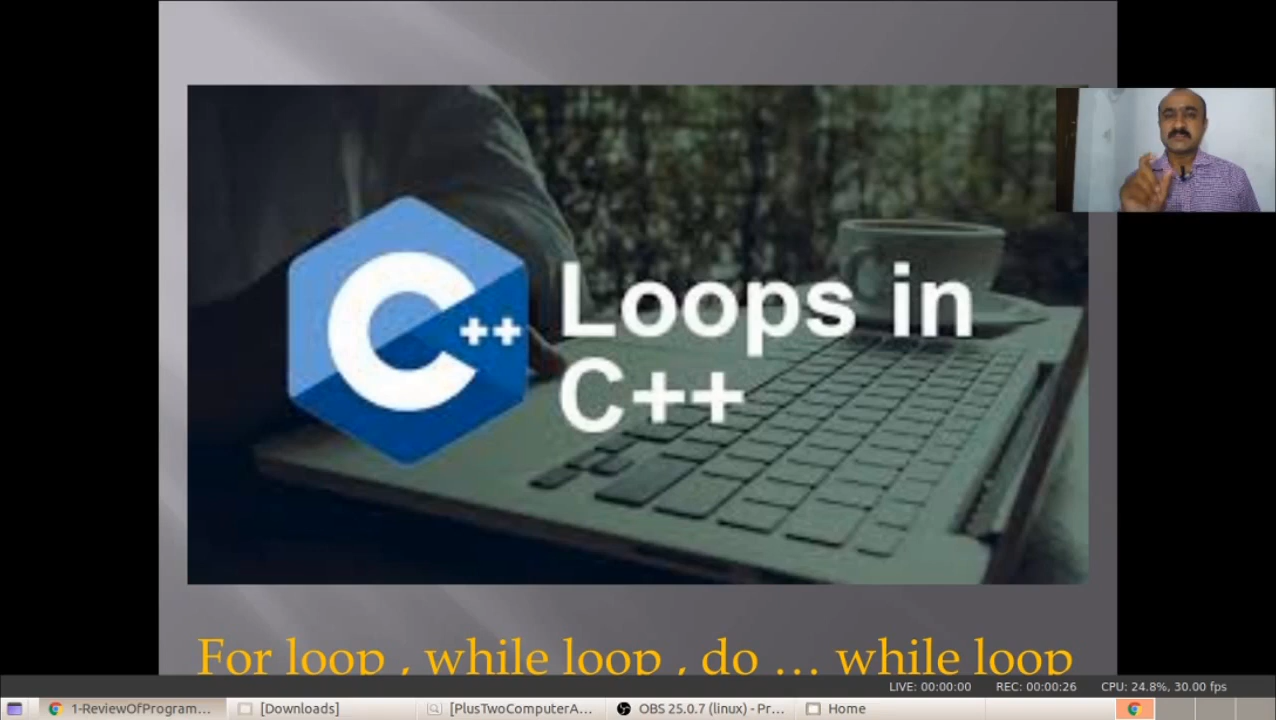 C++
Loops in
C++
For loop , while loop , do … while loop
LIVE: 00:00:00 REC: 00:00:26 CPU: 24.8%, 30.00 fps
1-ReviewOfProgram... [Downloads] [PlusTwoComputerA... OBS 25.0.7 (linux) - Pr... Home